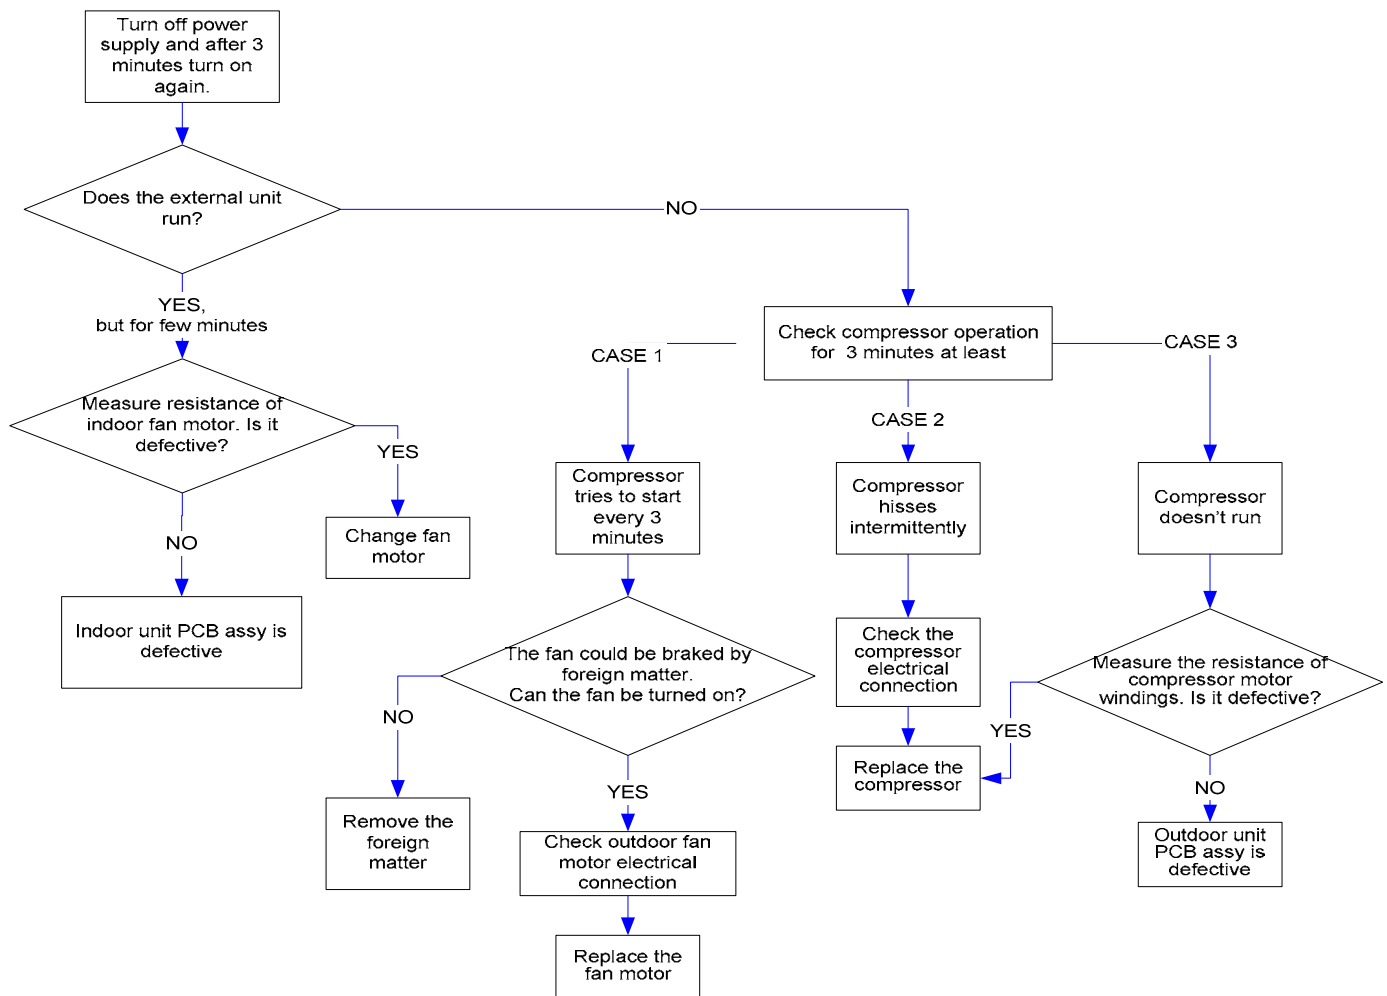 Turn off power
supply and after 3
minutes turn on
again.
Does the external unit
run?
NO
YES,
but for few minutes
Check compressor operation
for 3 minutes at least
CASE 1
CASE 2
CASE 3
Measure resistance of
indoor fan motor. Is it
defective?
YES
NO
Change fan
motor
Indoor unit PCB assy is
defective
Compressor
tries to start
every 3
minutes
Compressor
hisses
intermittently
Compressor
doesn't run
The fan could be braked by
foreign matter.
Can the fan be turned on?
NO
YES
Remove the
foreign
matter
Check outdoor fan
motor electrical
connection
Replace the
fan motor
Check the
compressor
electrical
connection
Replace the
compressor
Measure the resistance of
compressor motor
windings. Is it defective?
YES
NO
Outdoor unit
PCB assy is
defective